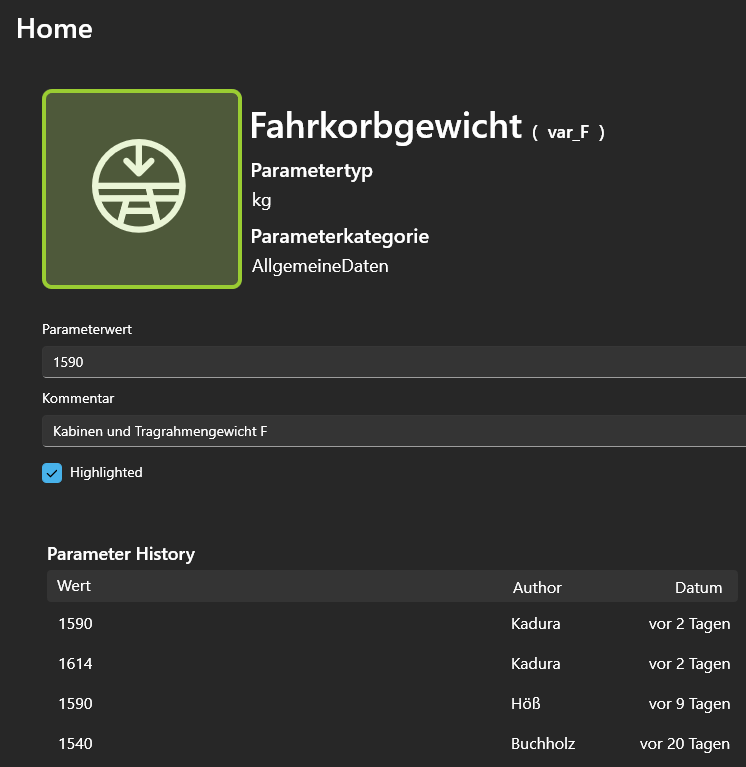 Home
Fahrkorbgewicht ( var_F )
Parametertyp
kg
Parameterkategorie
AllgemeineDaten
Parameterwert
1590
Kommentar
Kabinen und Tragrahmengewicht F
Highlighted
Parameter History
Wert Author Datum
1590 Kadura vor 2 Tagen
1614 Kadura vor 2 Tagen
1590 Höß vor 9 Tagen
1540 Buchholz vor 20 Tagen